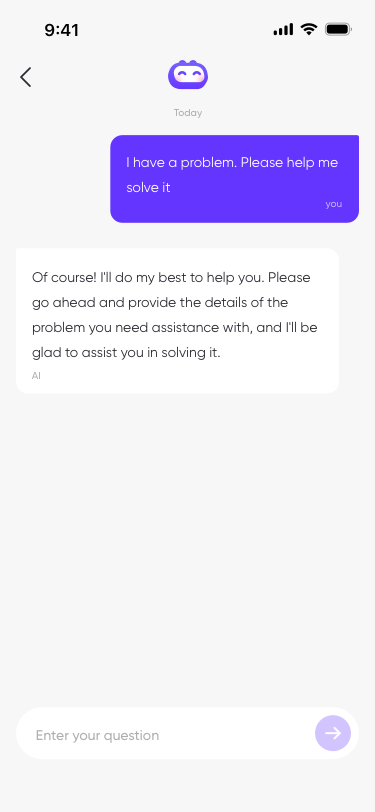 9:41
Today
I have a problem. Please help me
solve it
you
Of course! I'll do my best to help you. Please
go ahead and provide the details of the
problem you need assistance with, and I'll be
glad to assist you in solving it.
AI
Enter your question